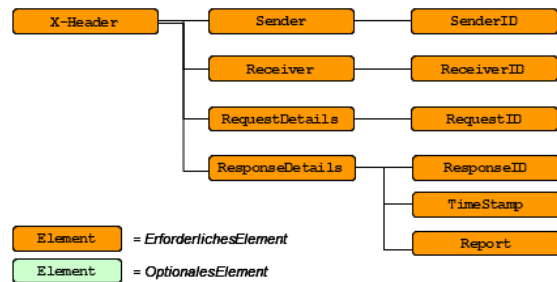 X-Header Sender SenderID
Receiver ReceiverID
RequestDetails RequestID
ResponseDetails ResponseID
TimeStamp
Report
Element = ErforderlichesElement
Element = OptionalesElement